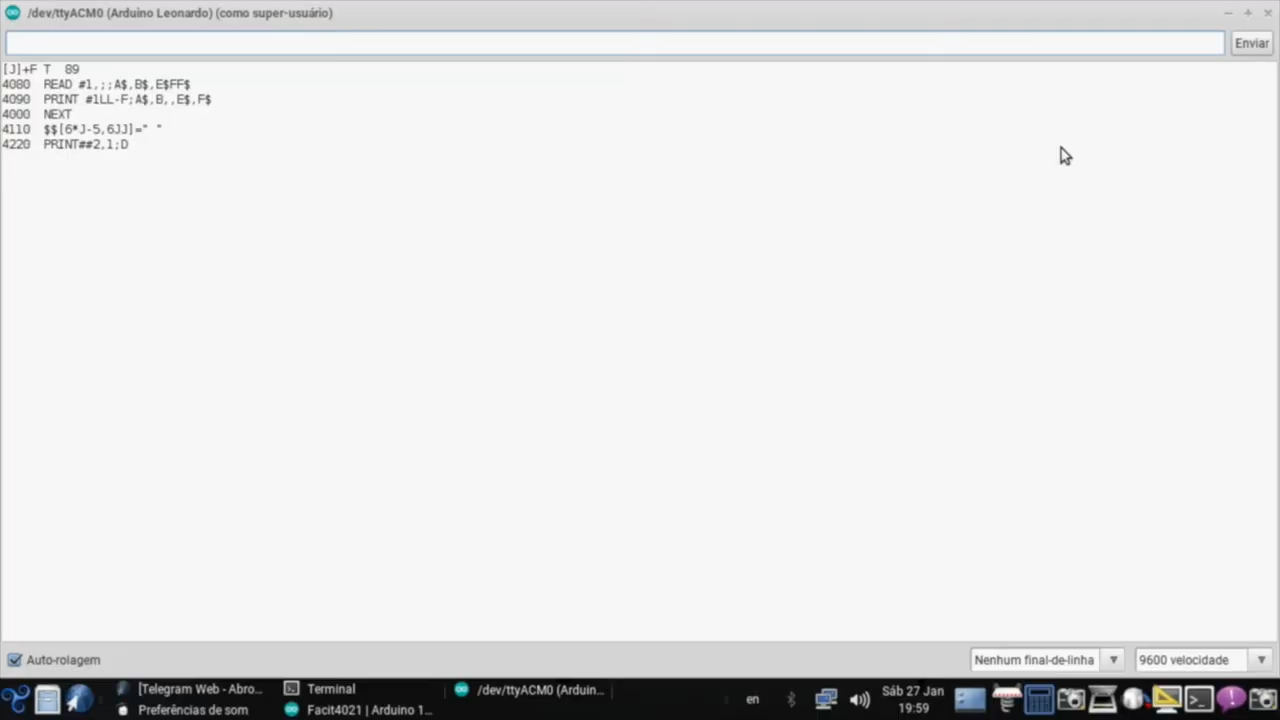 /dev/ttyACM0 (Arduino Leonardo) (como super-usuário)
Enviar
[J]+F T  89
4080  READ #1,;;A$,B$,E$FF$
4090  PRINT #1LL-F;A$,B,,E$,F$
4000  NEXT
4110  $$[6*J-5,6JJ]=" "
4220  PRINT##2,1;D
Auto-rolagem
Nenhum final-de-linha
9600 velocidade
[Telegram Web - Abro...
Terminal
/dev/ttyACM0 (Arduin...
Preferências de som
Facit4021 | Arduino 1...
en
Sáb 27 Jan
19:59